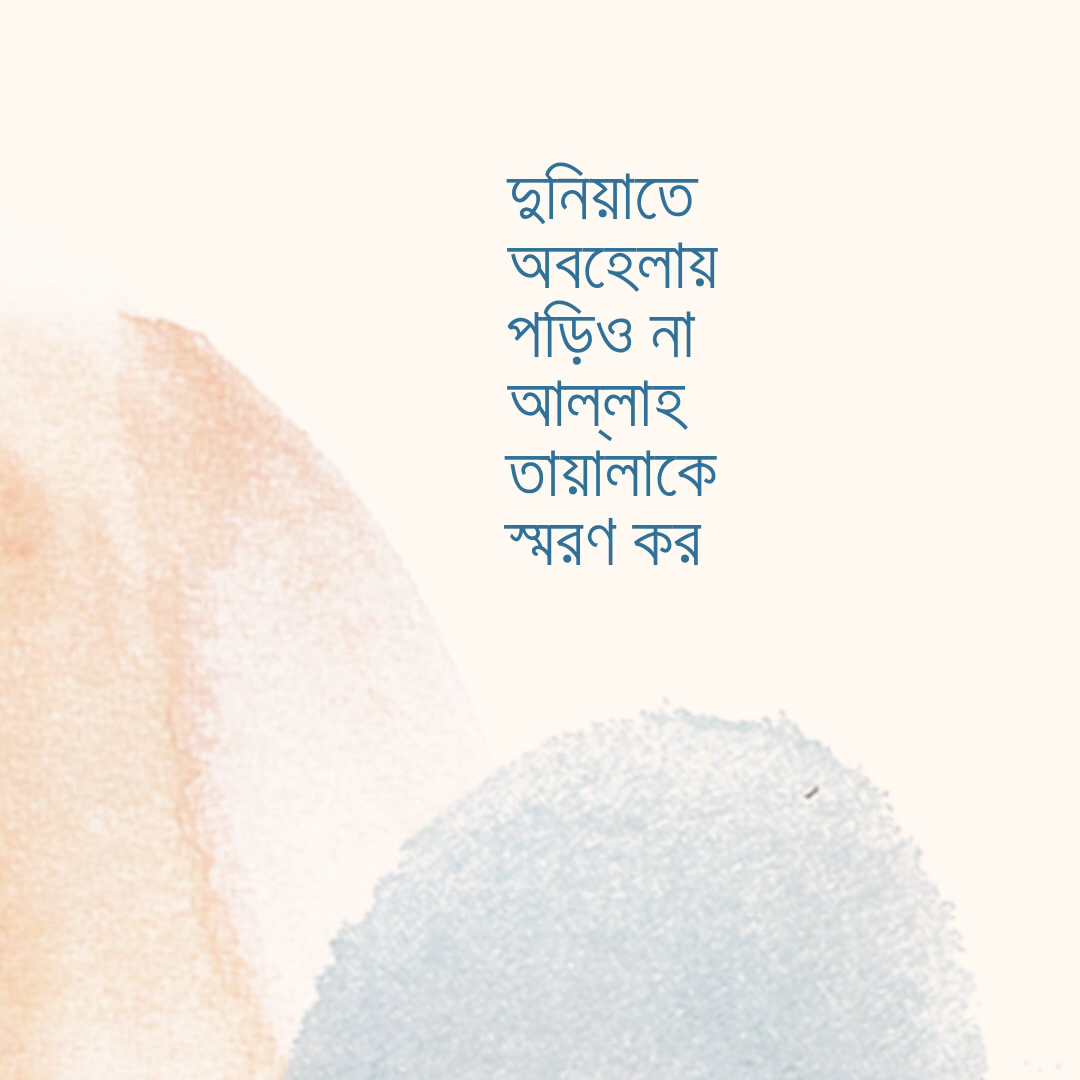 দুনিয়াতে
অবহেলায়
পড়িও না
আল্‌লাহ
তায়ালাকে
স্মরণ কর